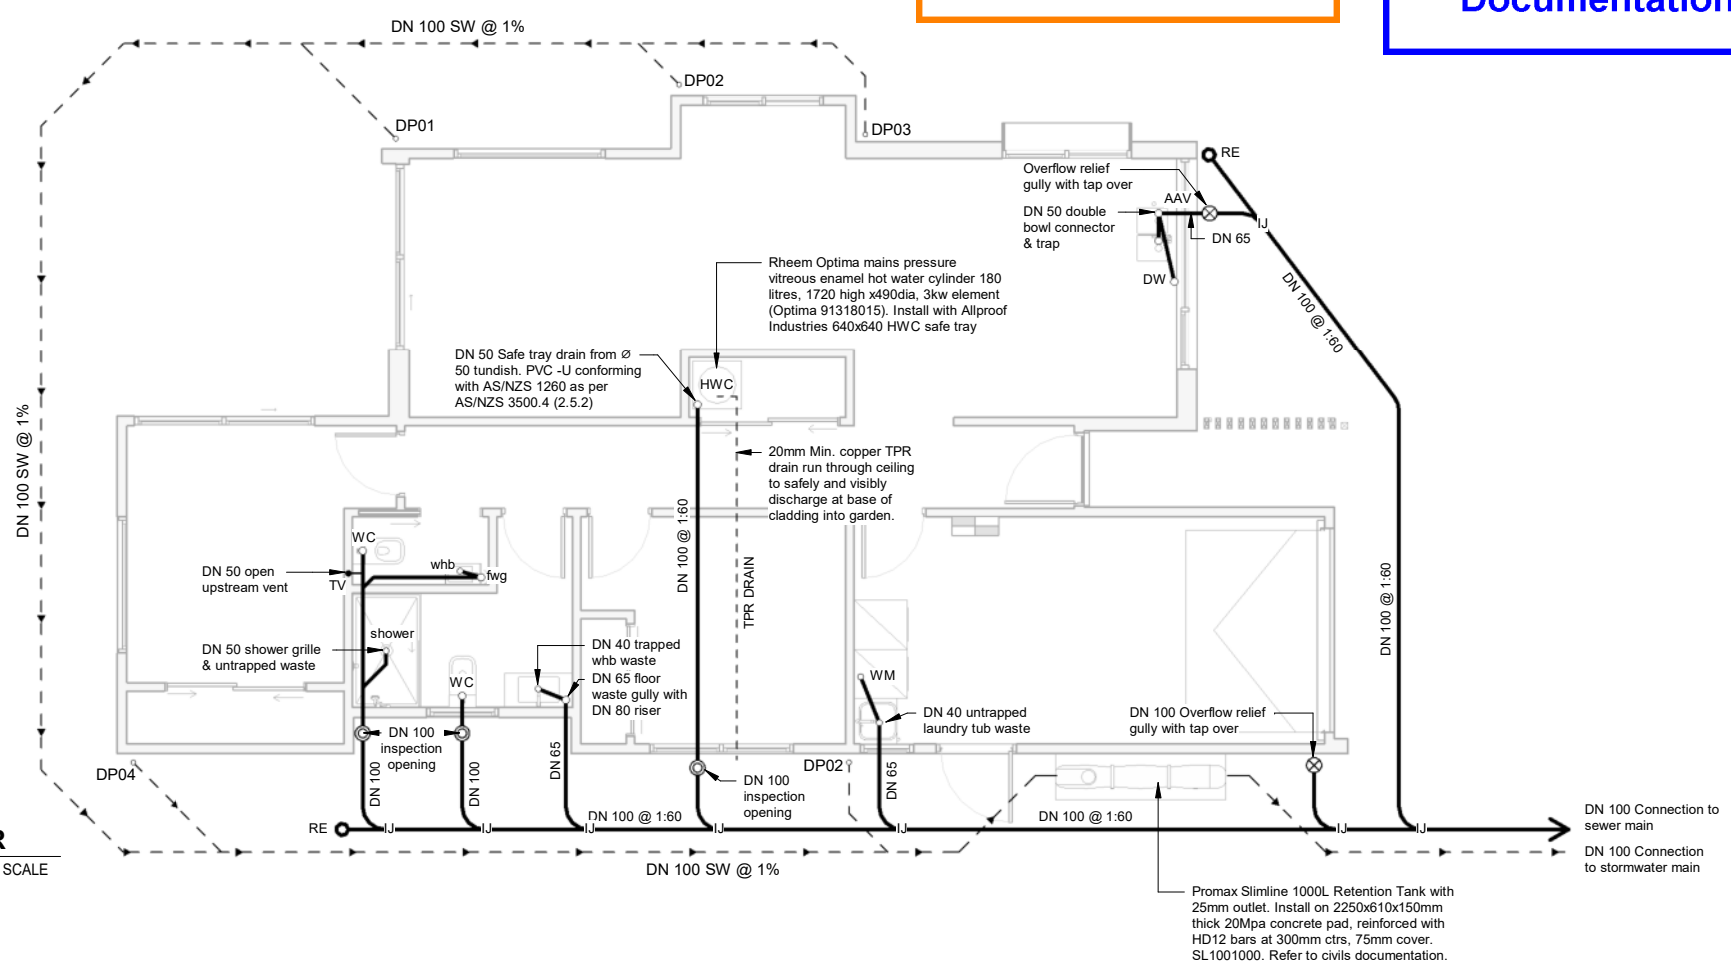 Documentation
DN 100 SW @ 1%
DP02
DP01
DP03
RE
Overflow relief
gully with tap over
AAV
DN 50 double
bowl connector
& trap
IJ
DN 65
DW
DN 100 @ 1:60
Rheem Optima mains pressure
vitreous enamel hot water cylinder 180
litres, 1720 high x490dia, 3kw element
(Optima 91318015). Install with Allproof
Industries 640x640 HWC safe tray
DN 50 Safe tray drain from Ø
50 tundish. PVC -U conforming
with AS/NZS 1260 as per
AS/NZS 3500.4 (2.5.2)
HWC
DN 100 SW @ 1%
20mm Min. copper TPR
drain run through ceiling
to safely and visibly
discharge at base of
cladding into garden.
DN 100 @ 1:60
TPR DRAIN
WC
whb
fwg
DN 50 open
upstream vent
TV
DN 100 @ 1:60
shower
DN 50 shower grille
& untrapped waste
DN 40 trapped
whb waste
DN 65 floor
waste gully with
DN 80 riser
WC
WM
DN 40 untrapped
laundry tub waste
DN 100 Overflow relief
gully with tap over
DN 100
inspection
opening
DP04
DN 100
DN 100
DN 65
DN 100
inspection
opening
DP02
DN 65
RE
IJ
IJ
IJ
DN 100 @ 1:60
IJ
IJ
DN 100 @ 1:60
IJ
IJ
DN 100 Connection to
sewer main
R
SCALE
DN 100 SW @ 1%
DN 100 Connection
to stormwater main
Promax Slimline 1000L Retention Tank with
25mm outlet. Install on 2250x610x150mm
thick 20Mpa concrete pad, reinforced with
HD12 bars at 300mm ctrs, 75mm cover.
SL1001000. Refer to civils documentation.